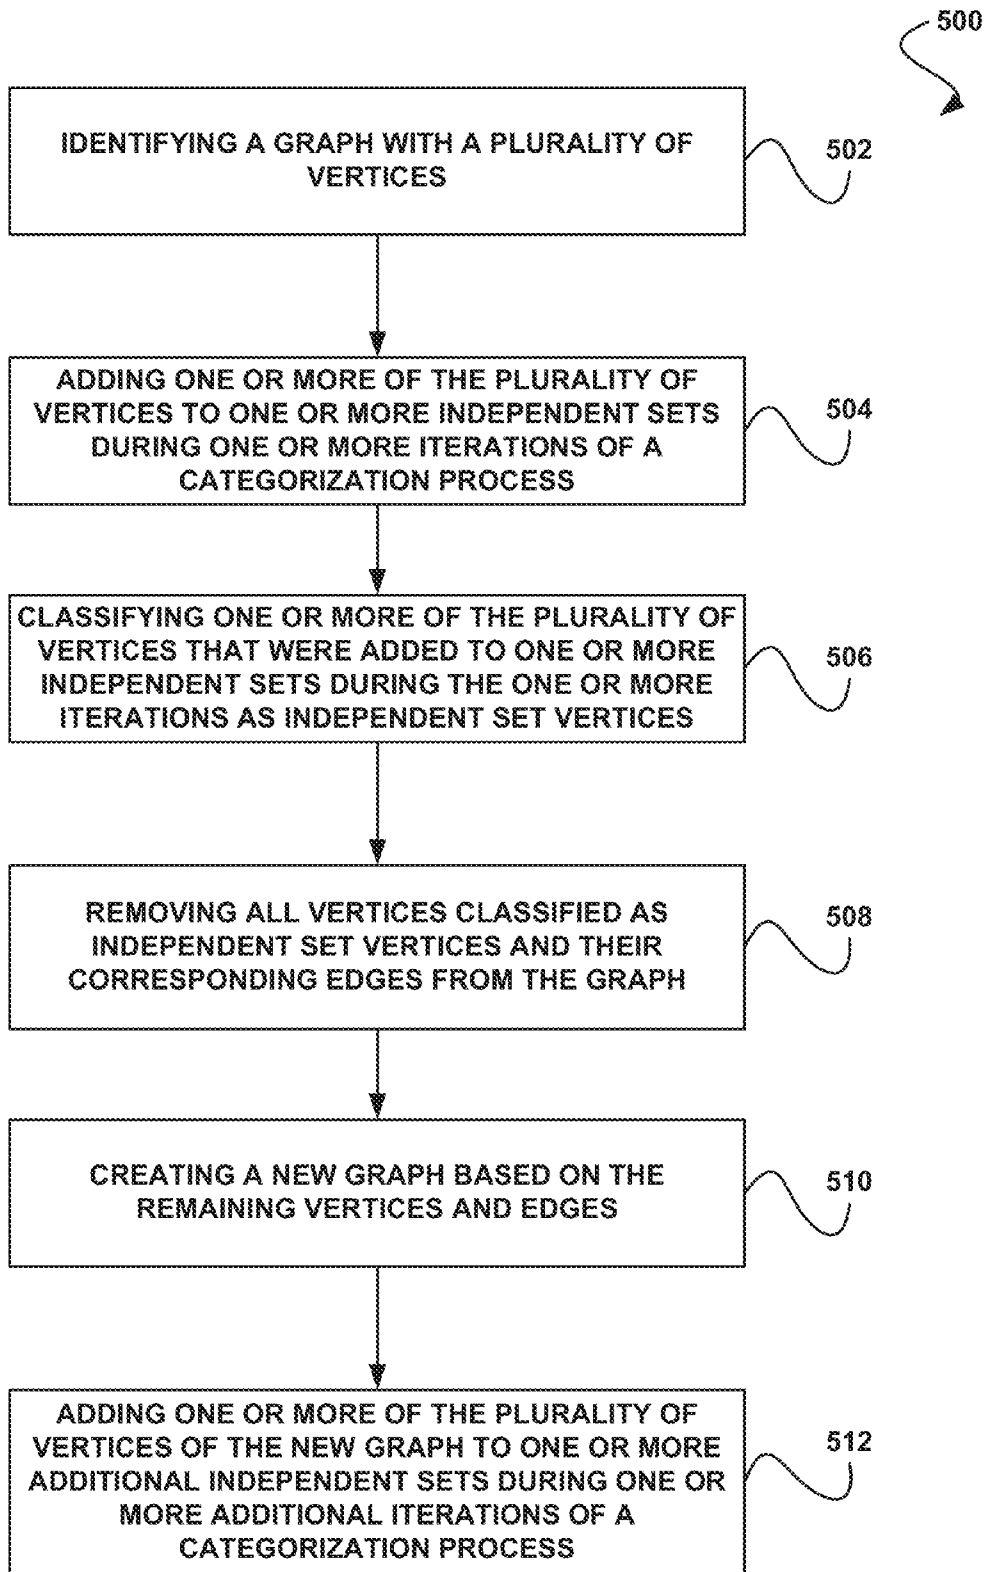 500
IDENTIFYING A GRAPH WITH A PLURALITY OF
VERTICES
502
ADDING ONE OR MORE OF THE PLURALITY OF
VERTICES TO ONE OR MORE INDEPENDENT SETS
DURING ONE OR MORE ITERATIONS OF A
CATEGORIZATION PROCESS
504
CLASSIFYING ONE OR MORE OF THE PLURALITY OF
VERTICES THAT WERE ADDED TO ONE OR MORE
INDEPENDENT SETS DURING THE ONE OR MORE
ITERATIONS AS INDEPENDENT SET VERTICES
506
REMOVING ALL VERTICES CLASSIFIED AS
INDEPENDENT SET VERTICES AND THEIR
CORRESPONDING EDGES FROM THE GRAPH
508
CREATING A NEW GRAPH BASED ON THE
REMAINING VERTICES AND EDGES
510
ADDING ONE OR MORE OF THE PLURALITY OF
VERTICES OF THE NEW GRAPH TO ONE OR MORE
ADDITIONAL INDEPENDENT SETS DURING ONE OR
MORE ADDITIONAL ITERATIONS OF A
CATEGORIZATION PROCESS
512